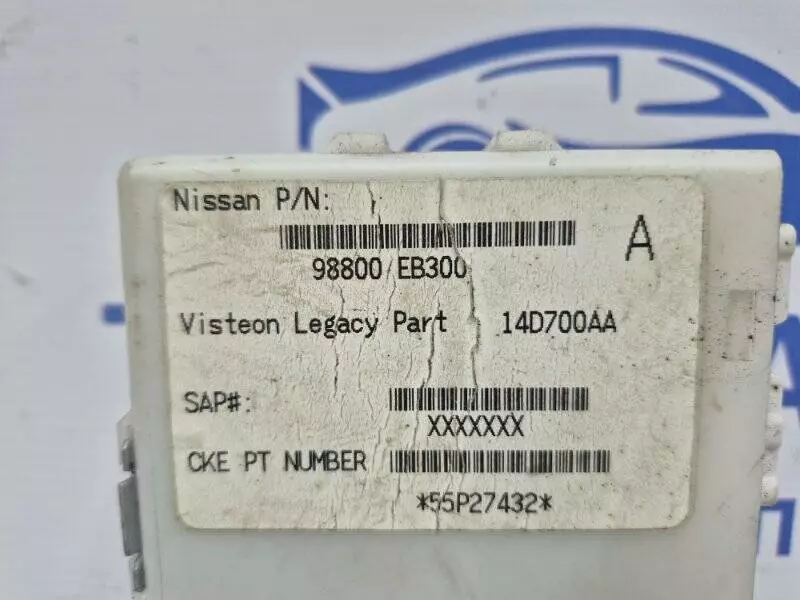 Nissan P/N:
A
98800 EB300
Visteon Legacy Part 14D700AA
SAP#:
XXXXXXX
CKE PT NUMBER
*55P27432*